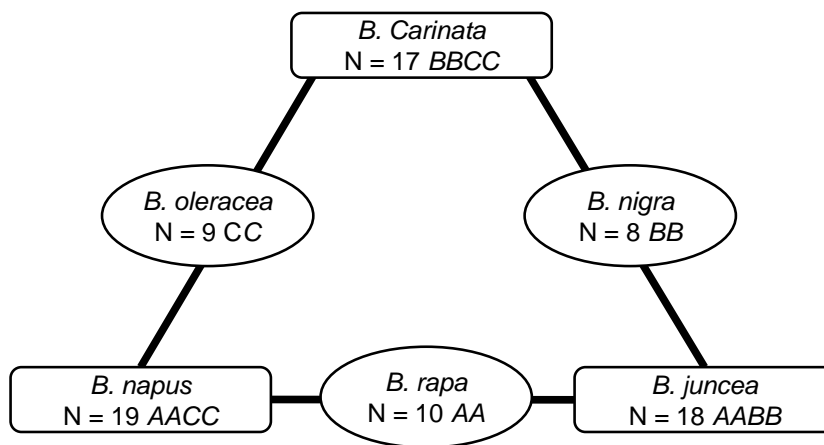 B. Carinata
N = 17 BBCC
B. oleracea
N = 9 CC
B. nigra
N = 8 BB
B. napus
N = 19 AACC
B. rapa
N = 10 AA
B. juncea
N = 18 AABB